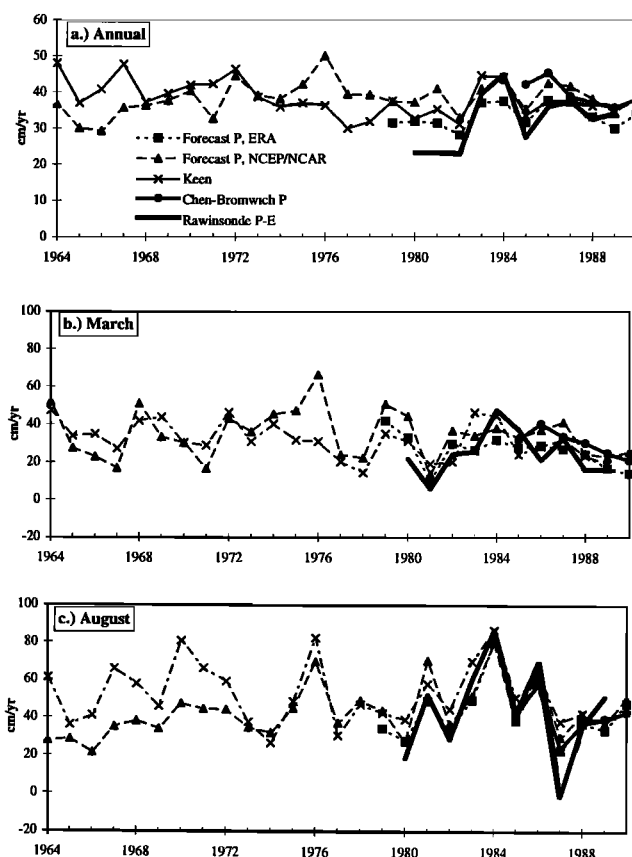 60
a.) Annual
50
40
30
20
10
0
cm/yr
Forecast P, ERA
Forecast P, NCEP/NCAR
Keen
Chen-Bromwich P
Rawinsonde P-E
1964 1968 1972 1976 1980 1984 1988
100
b.) March
80
60
40
20
0
-20
cm/yr
1964 1968 1972 1976 1980 1984 1988
100
c.) August
80
60
40
20
0
-20
cm/yr
1964 1968 1972 1976 1980 1984 1988